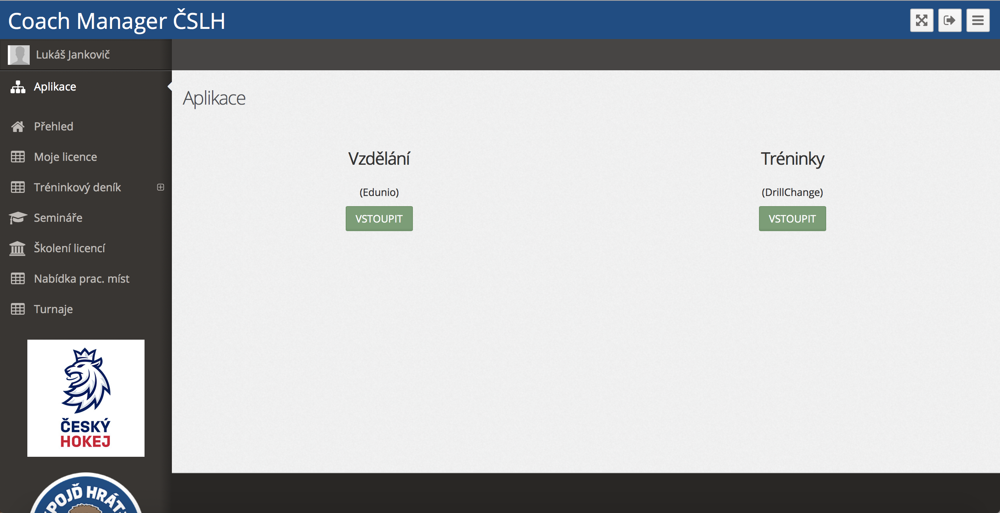 Coach Manager ČSLH
Lukáš Jankovič
Aplikace
Přehled
Moje licence
Tréninkový deník
Semináře
Školení licencí
Nabídka prac. míst
Turnaje
ČESKÝ
HOKEJ
POJĎ HRÁT
Aplikace
Vzdělání
(Edunio)
VSTOUPIT
Tréninky
(DrillChange)
VSTOUPIT